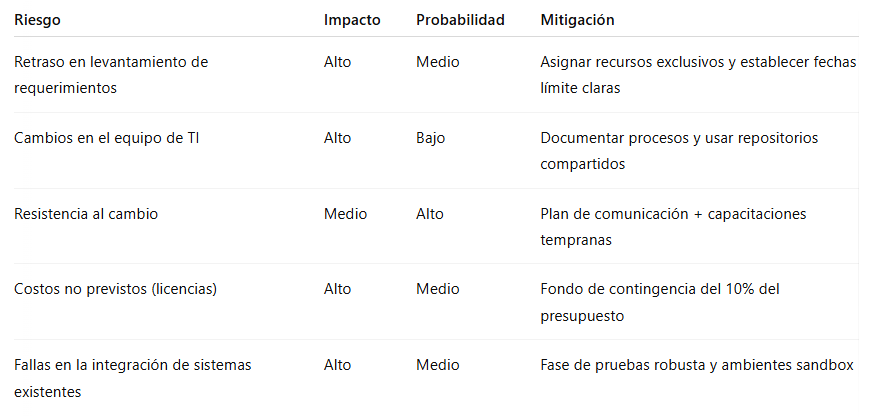 Riesgo Impacto Probabilidad Mitigación
Retraso en levantamiento de requerimientos Alto Medio Asignar recursos exclusivos y establecer fechas límite claras
Cambios en el equipo de TI Alto Bajo Documentar procesos y usar repositorios compartidos
Resistencia al cambio Medio Alto Plan de comunicación + capacitaciones tempranas
Costos no previstos (licencias) Alto Medio Fondo de contingencia del 10% del presupuesto
Fallas en la integración de sistemas existentes Alto Medio Fase de pruebas robusta y ambientes sandbox